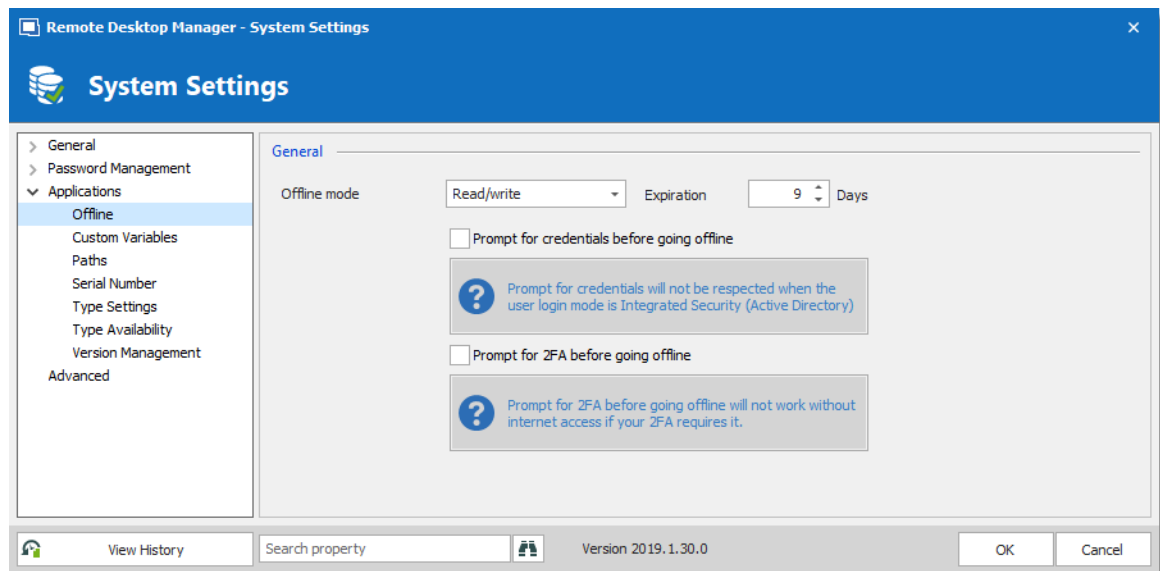 Remote Desktop Manager - System Settings
System Settings
General
Password Management
Applications
Offline
Custom Variables
Paths
Serial Number
Type Settings
Type Availability
Version Management
Advanced
General
Offline mode Read/write Expiration 9 Days
Prompt for credentials before going offline
Prompt for credentials will not be respected when the
user login mode is Integrated Security (Active Directory)
Prompt for 2FA before going offline
Prompt for 2FA before going offline will not work without
internet access if your 2FA requires it.
View History Search property Version 2019.1.30.0 OK Cancel